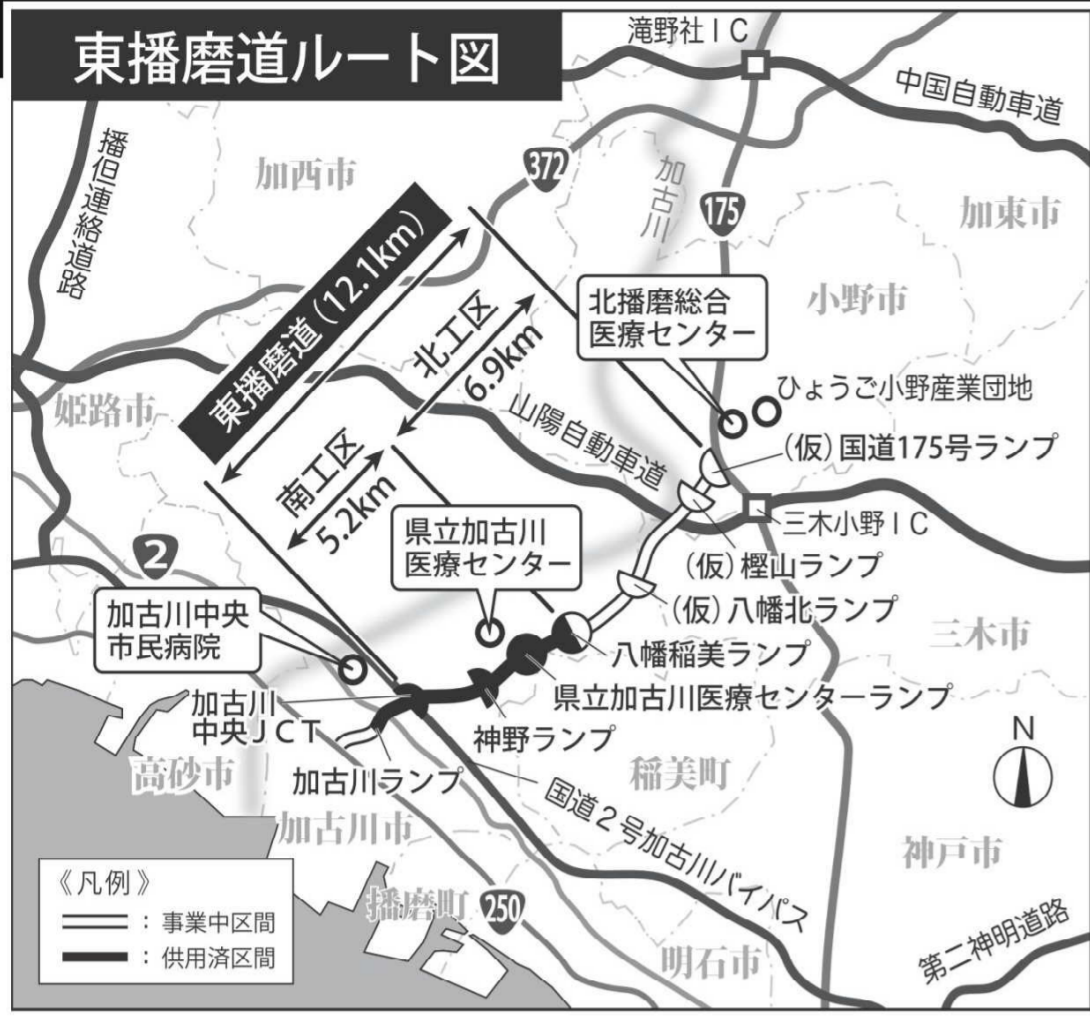 東播磨道ルート図
滝野社ＩＣ
中国自動車道
播但連絡道路
加西市
372
加古川
175
加東市
東播磨道(12.1km)
北工区
6.9km
北播磨総合
医療センター
小野市
ひょうご小野産業団地
姫路市
山陽自動車道
(仮)国道175号ランプ
南工区
5.2km
三木小野ＩＣ
2
県立加古川
医療センター
(仮)樫山ランプ
(仮)八幡北ランプ
加古川中央
市民病院
三木市
八幡稲美ランプ
県立加古川医療センターランプ
加古川
中央ＪＣＴ
神野ランプ
N
高砂市
加古川ランプ
稲美町
国道２号加古川バイパス
加古川市
神戸市
《凡例》
：事業中区間
：供用済区間
播磨町
250
明石市
第二神明道路